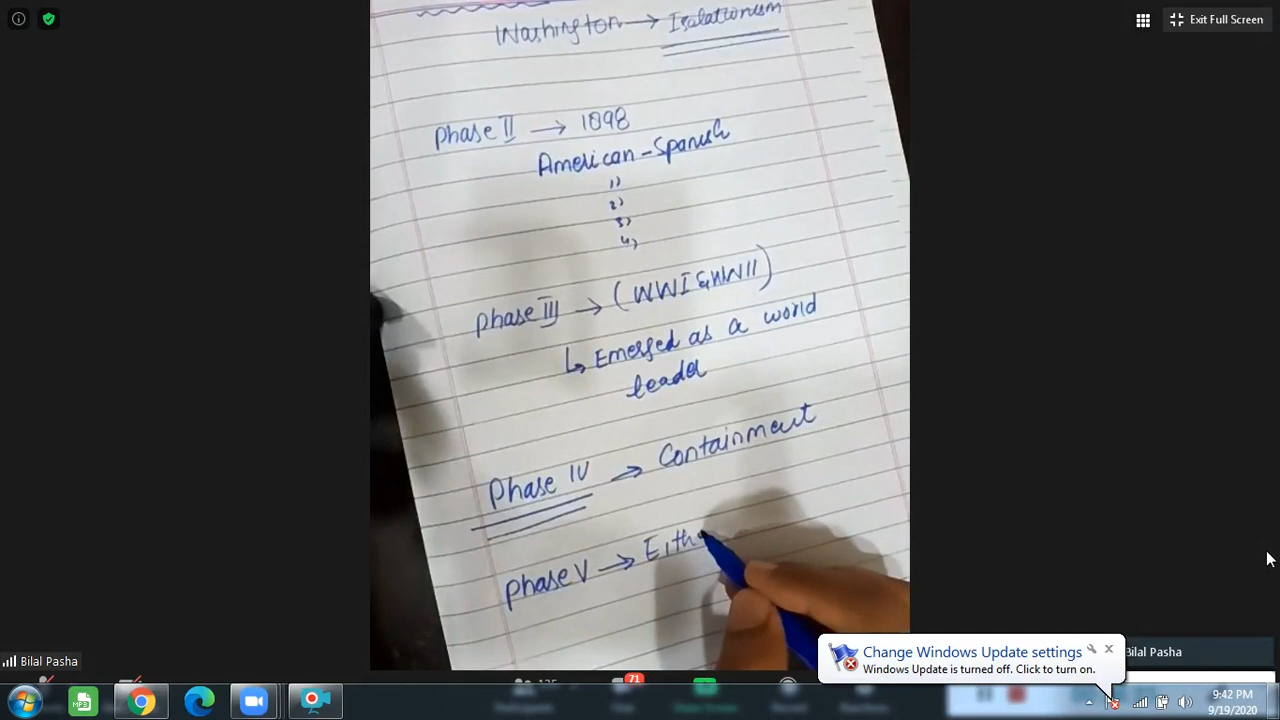 Exit Full Screen
Washington → Isolationism
Phase II → 1898
American-Spanish
1)
2)
3)
4)
Phase III → (WWI & WWII)
↳ Emerged as a world
leader
Phase IV → Containment
Phase V → Eithe
Bilal Pasha
Bilal Pasha
Change Windows Update settings
Windows Update is turned off. Click to turn on.
71
MP3
9:42 PM
9/19/2020